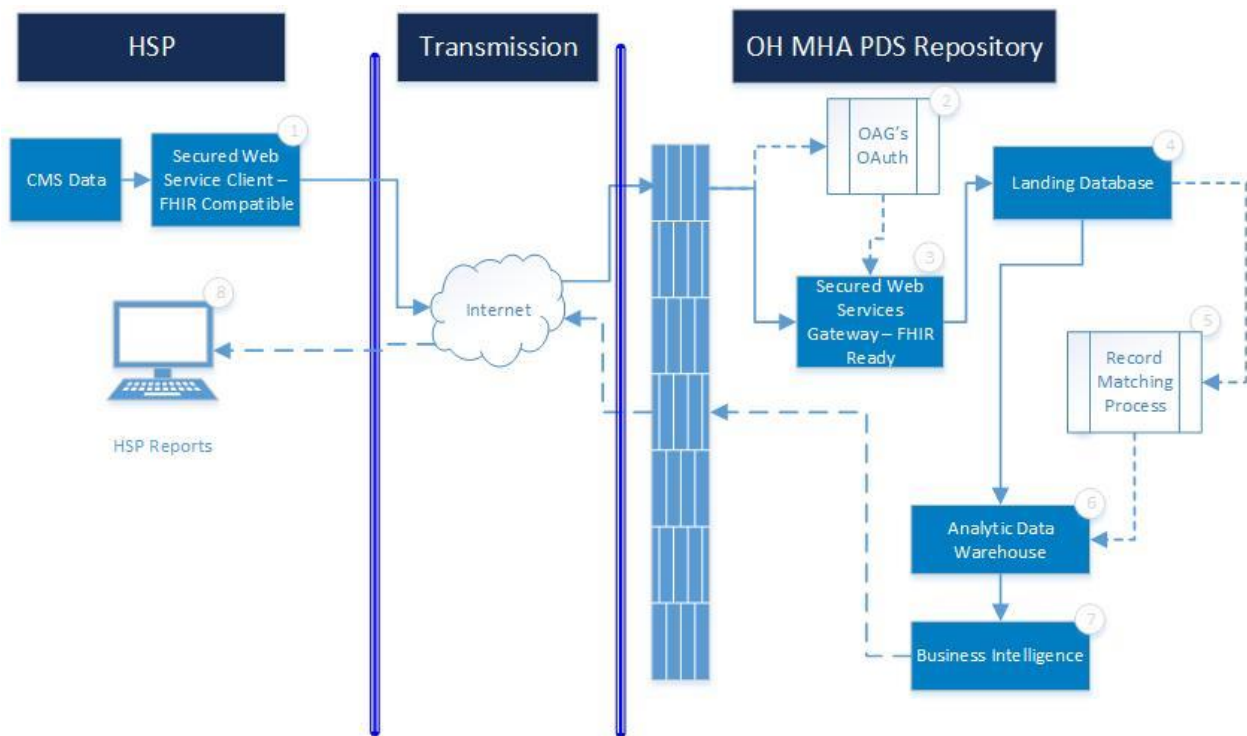 HSP
Transmission
OH MHA PDS Repository
CMS Data
1
Secured Web
Service Client –
FHIR Compatible
2
OAG's
OAuth
4
Landing Database
3
Secured Web
Services
Gateway – FHIR
Ready
Internet
8
HSP Reports
5
Record
Matching
Process
6
Analytic Data
Warehouse
7
Business Intelligence